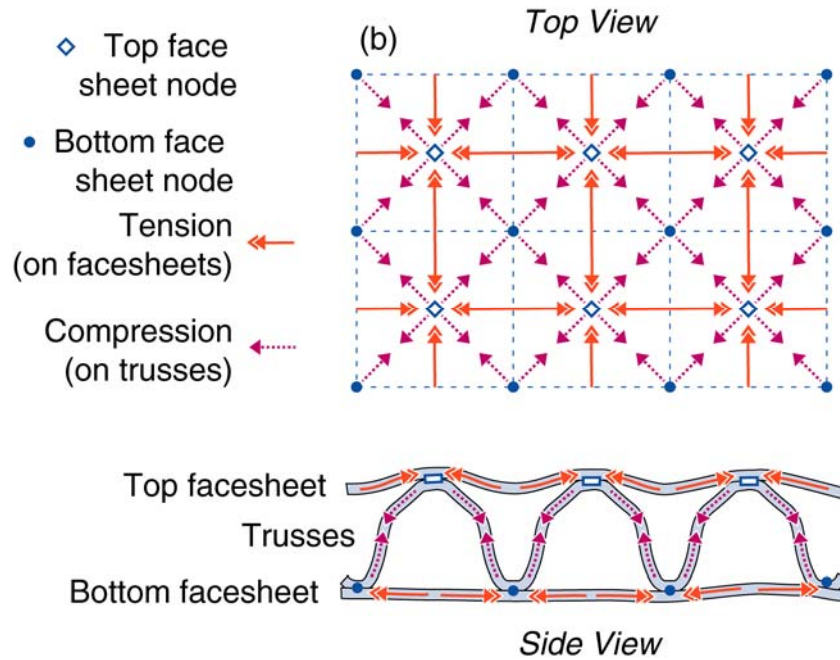 Top face
sheet node
Bottom face
sheet node
Tension
(on facesheets)
Compression
(on trusses)
(b)
Top View
Top facesheet
Trusses
Bottom facesheet
Side View